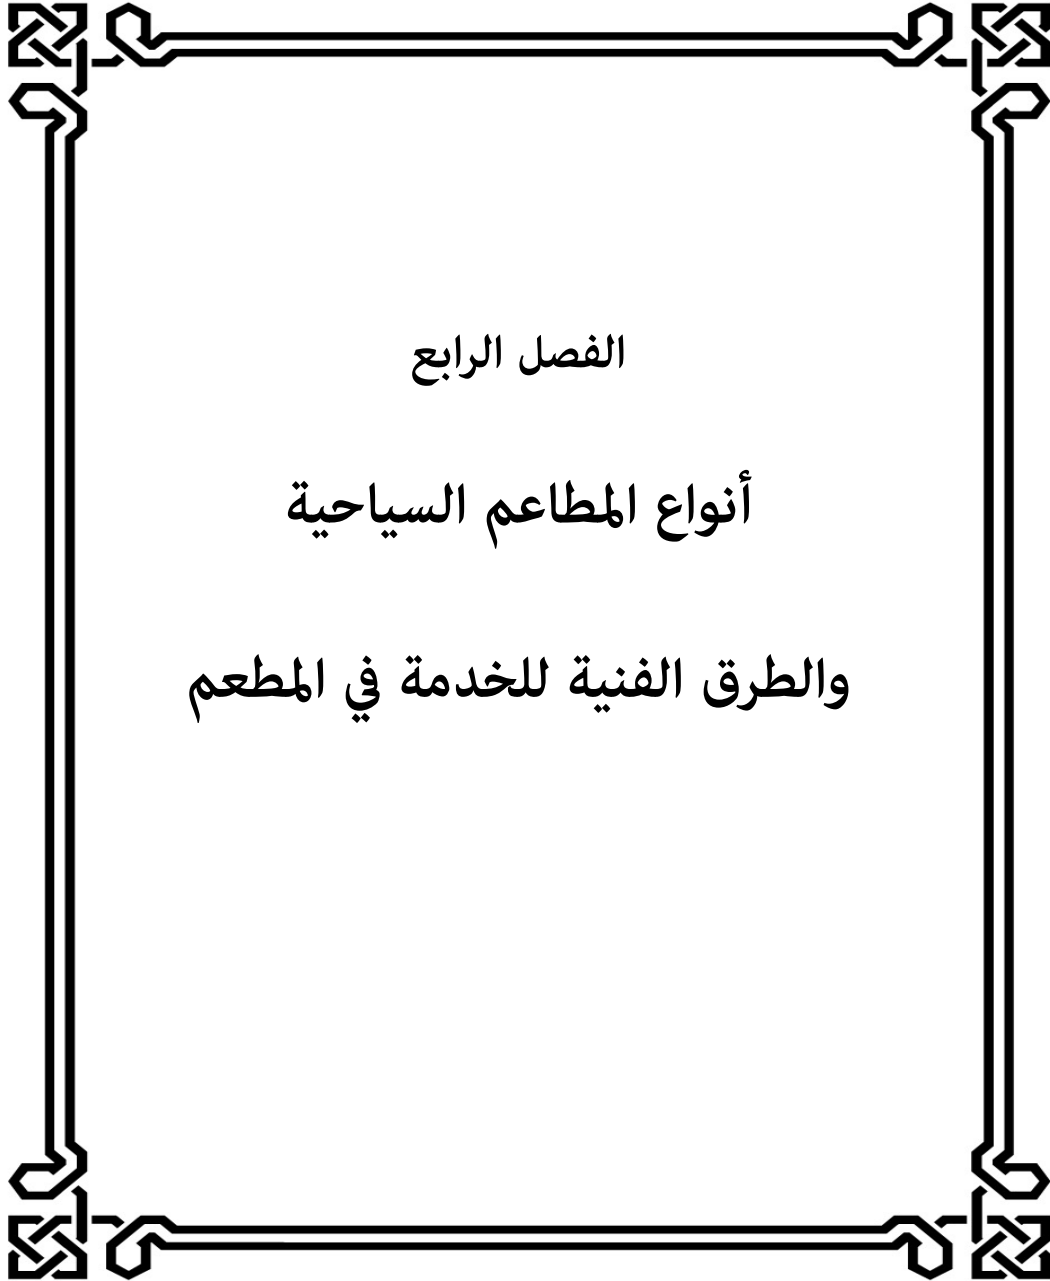 الفصل الرابع
أنواع المطاعم السياحية
والطرق الفنية للخدمة في المطعم